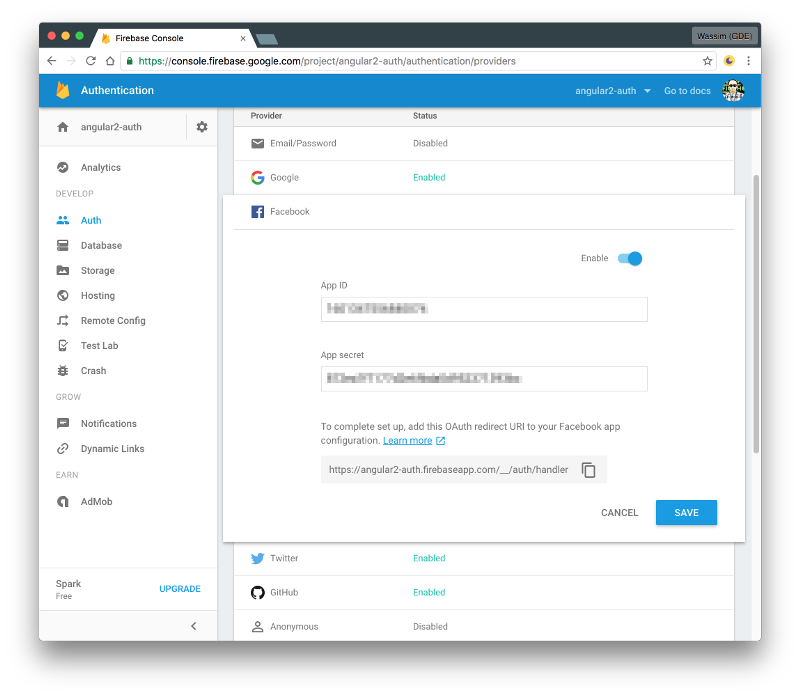 Firebase Console
Wassim (GDE)
https://console.firebase.google.com/project/angular2-auth/authentication/providers
Authentication
angular2-auth
Go to docs
angular2-auth
Analytics
DEVELOP
Auth
Database
Storage
Hosting
Remote Config
Test Lab
Crash
GROW
Notifications
Dynamic Links
EARN
AdMob
Spark
Free
UPGRADE
Provider Status
Email/Password Disabled
Google Enabled
Facebook
Enable
App ID
App secret
To complete set up, add this OAuth redirect URI to your Facebook app
configuration. Learn more
https://angular2-auth.firebaseapp.com/__/auth/handler
CANCEL SAVE
Twitter Enabled
GitHub Enabled
Anonymous Disabled